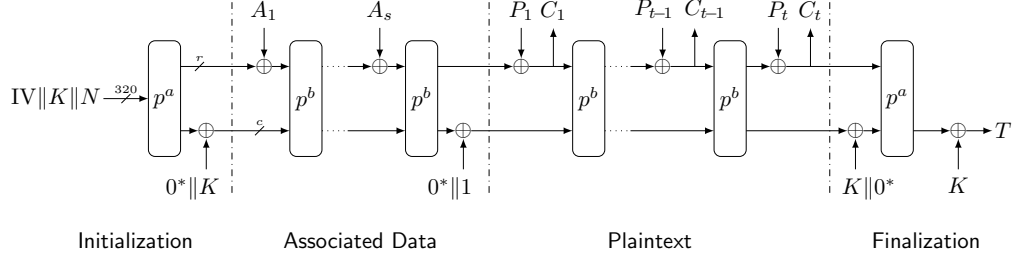 A₁ Aₛ P₁ C₁ Pₜ₋₁ Cₜ₋₁ Pₜ Cₜ
IV‖K‖N 320 pᵃ r c pᵇ pᵇ pᵇ pᵇ pᵃ T
0*‖K 0*‖1 K‖0* K
Initialization Associated Data Plaintext Finalization